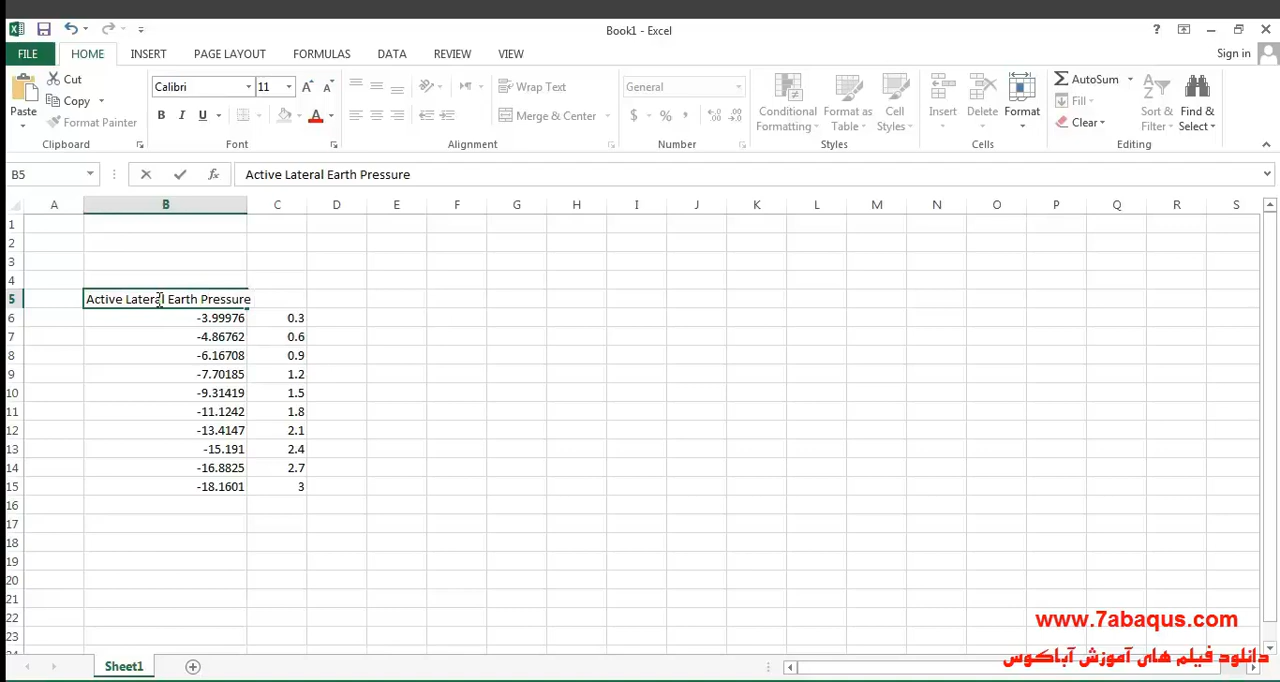 Book1 - Excel
?
Sign in
FILE HOME INSERT PAGE LAYOUT FORMULAS DATA REVIEW VIEW
Paste
Cut
Copy
Format Painter
Clipboard
Calibri 11
B I U
Font
Wrap Text
Merge & Center
Alignment
General
$ % ,
Number
Conditional Formatting
Format as Table
Cell Styles
Styles
Insert
Delete
Format
Cells
AutoSum
Fill
Clear
Sort & Filter
Find & Select
Editing
B5 fx Active Lateral Earth Pressure
A B C D E F G H I J K L M N O P Q R S
1
2
3
4
5 Active Lateral Earth Pressure
6 -3.99976 0.3
7 -4.86762 0.6
8 -6.16708 0.9
9 -7.70185 1.2
10 -9.31419 1.5
11 -11.1242 1.8
12 -13.4147 2.1
13 -15.191 2.4
14 -16.8825 2.7
15 -18.1601 3
16
17
18
19
20
21
22
23
www.7abaqus.com
دانلود فیلم های آموزش آباکوس
Sheet1